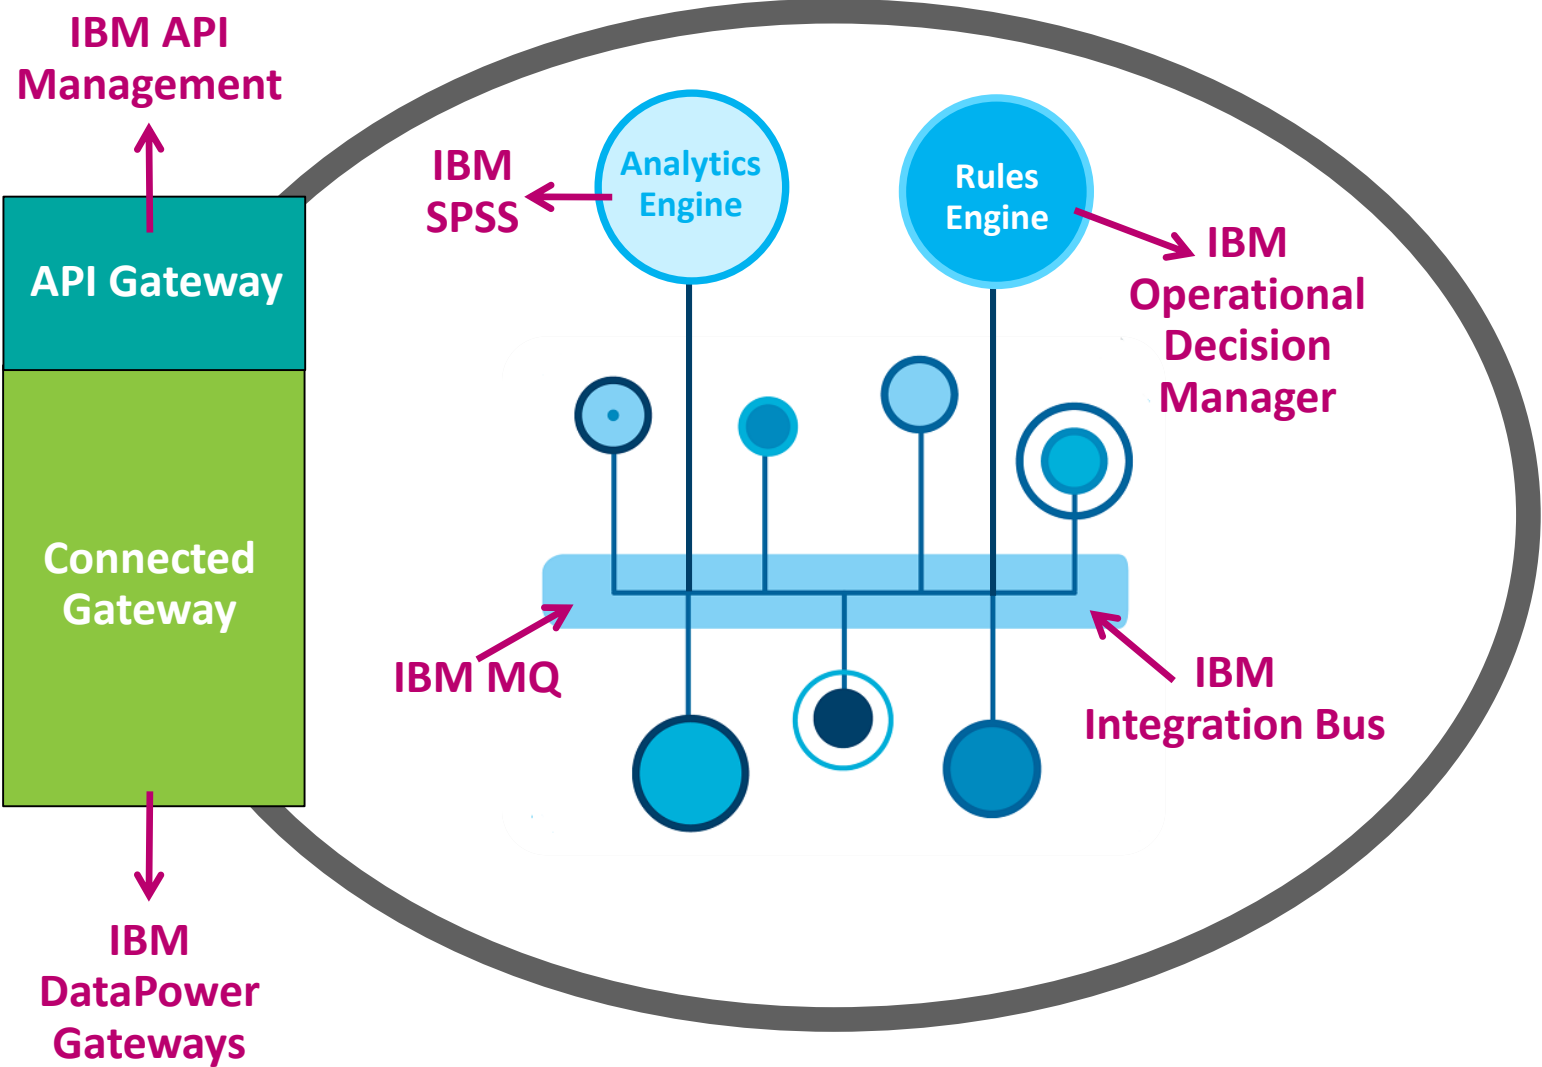 IBM API
Management
API Gateway
Connected
Gateway
IBM
DataPower
Gateways
IBM
SPSS
Analytics
Engine
Rules
Engine
IBM
Operational
Decision
Manager
IBM MQ
IBM
Integration Bus